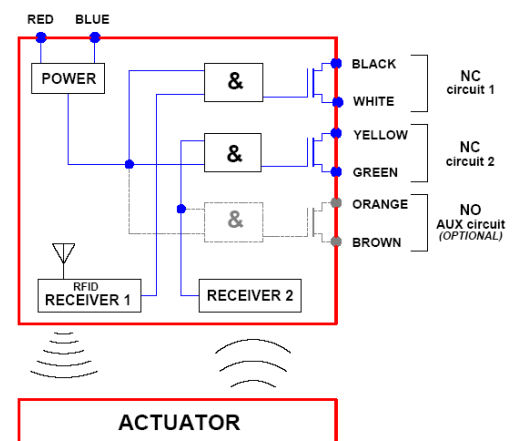 RED BLUE
POWER
&
BLACK
WHITE
NC
circuit 1
&
YELLOW
GREEN
NC
circuit 2
&
ORANGE
BROWN
NO
AUX circuit
(OPTIONAL)
RFID
RECEIVER 1
RECEIVER 2
ACTUATOR